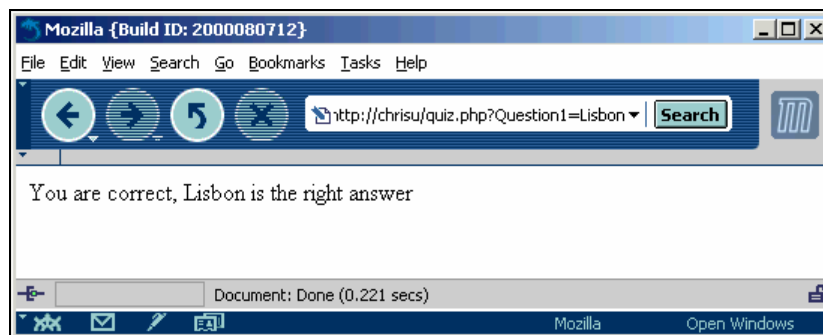 Mozilla {Build ID: 2000080712}
File Edit View Search Go Bookmarks Tasks Help
http://chrisu/quiz.php?Question1=Lisbon Search
You are correct, Lisbon is the right answer
Document: Done (0.221 secs)
Mozilla Open Windows